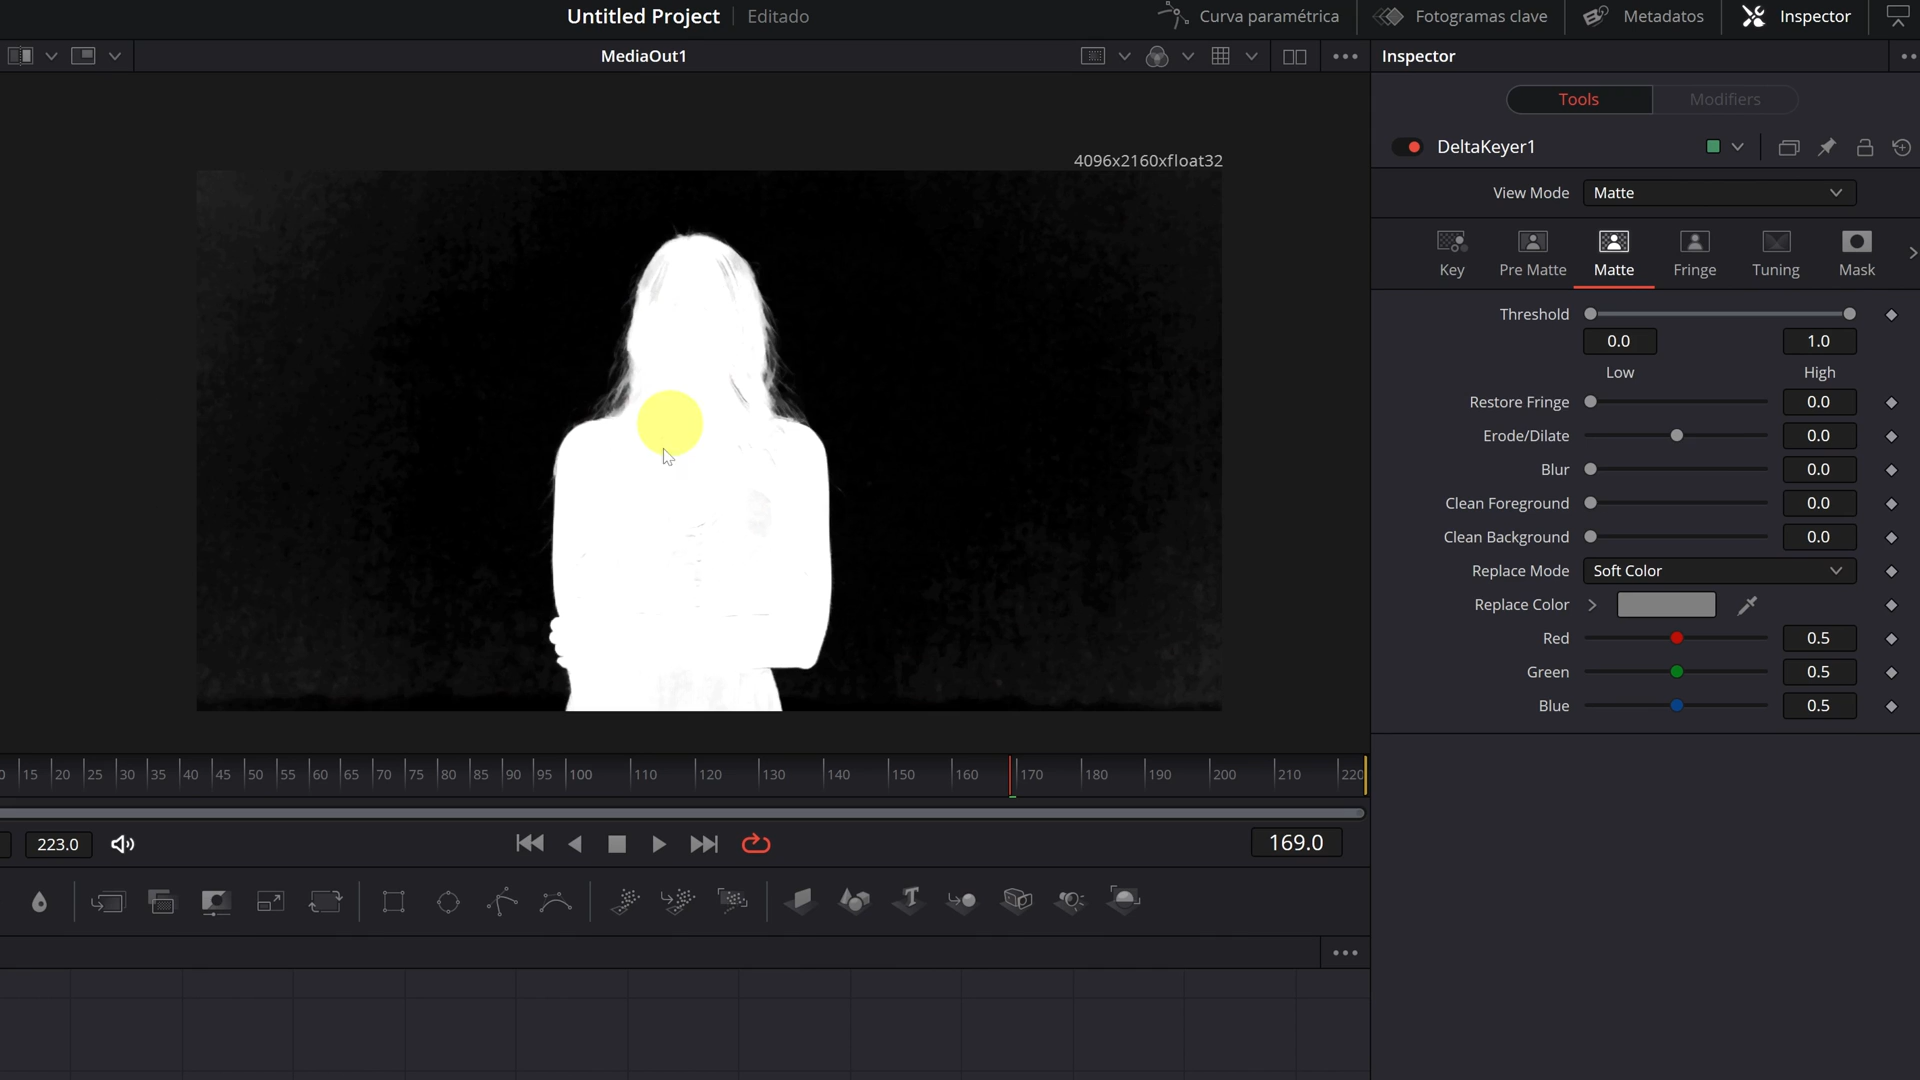 Untitled Project
Editado
Curva paramétrica
Fotogramas clave
Metadatos
Inspector
MediaOut1
Inspector
Tools
Modifiers
4096x2160xfloat32
DeltaKeyer1
View Mode
Matte
Key
Pre Matte
Matte
Fringe
Tuning
Mask
Threshold
0.0
1.0
Low
High
Restore Fringe
0.0
Erode/Dilate
0.0
Blur
0.0
Clean Foreground
0.0
Clean Background
0.0
Replace Mode
Soft Color
Replace Color
Red
0.5
Green
0.5
Blue
0.5
15 20 25 30 35 40 45 50 55 60 65 70 75 80 85 90 95 100 110 120 130 140 150 160 170 180 190 200 210 220
223.0
169.0